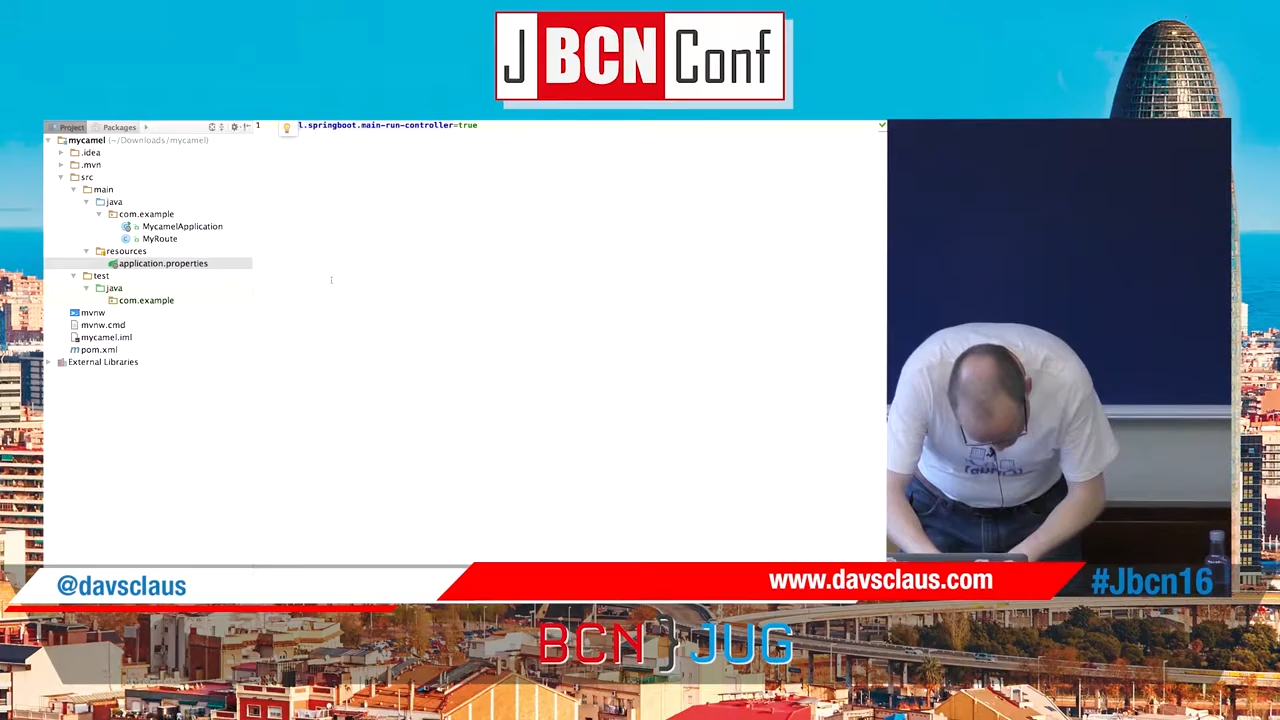 J BCN Conf
Project Packages
1 l.springboot.main-run-controller=true
mycamel (~/Downloads/mycamel)
.idea
.mvn
src
main
java
com.example
MycamelApplication
MyRoute
resources
application.properties
test
java
com.example
mvnw
mvnw.cmd
mycamel.iml
m pom.xml
External Libraries
@davsclaus
www.davsclaus.com
#Jbcn16
BCN}JUG